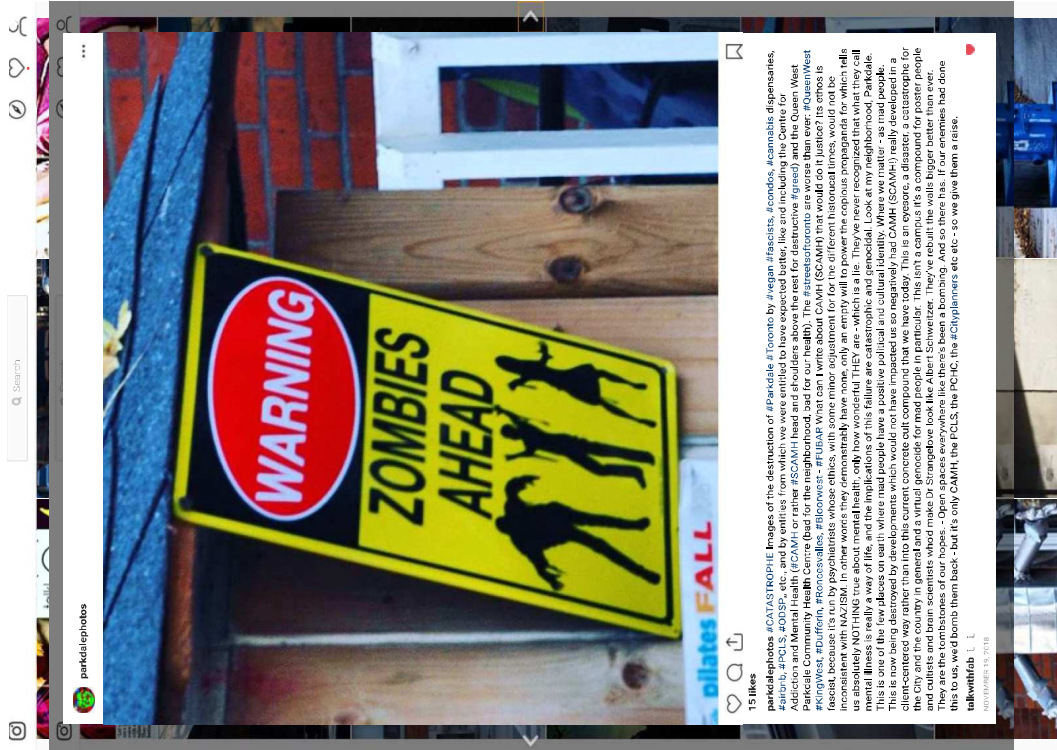 Search
parkdalephotos
WARNING
ZOMBIES
AHEAD
pilates FALL
15 likes
parkdalephotos #CATASTROPHE Images of the destruction of #Parkdale #Toronto by #vegan #fascists, #condos, #cannabis dispensaries,
#airbnb, #PCLS, #ODSP,, etc., and by entities from which we were entitled to have expected better, like and including the Centre for
Addiction and Mental Health (#CAMH or rather #SCAMH head and shoulders above the rest for destructive #greed) and the Queen West
Parkdale Community Health Centre (bad for the neighborhood, bad for our health). The #streetsoftoronto are worse than ever: #QueenWest
#KingWest, #Dufferin, #Roncesvalles, #Bloorwest - #FUBAR What can I write about CAMH (SCAMH) that would do it justice? Its ethos is
fascist, because it's run by psychiatrists whose ethics, with some minor adjustment for for the different historucal times, would not be
inconsistent with NAZISM. In other words they demonstrably have none, only an empty will to power the copious propaganda for which tells
us absolutely NOTHING true about mental health, only how wonderful THEY are - which is a lie. They've never recognized that what they call
mental illness is really a way of life, and the implications of this failure are catastrophic and genocidal. Look at my neighborhood, Parkdale.
This is one of the few places on earth where mad people have a positive political and cultural identity. Where we matter - as mad people.
This is now being destroyed by developments which would not have impacted us so negatively had CAMH (SCAMH!) really developed in a
client-centered way rather than into this current concrete cult compound that we have today. This is an eyesore, a disaster, a catastrophe for
the City and the country in general and a virtual genocide for mad people in particular. This isn't a campus it's a compound for poster people
and cultists and brain scientists whod make Dr Strangelove look like Albert Schweitzer. They've rebuilt the walls bigger better than ever.
They are the tombstones of our hopes. - Open spaces everywhere like there's been a bombing. And so there has. If our enemies had done
this to us, we'd bomb them back - but it's only CAMH, the PCLS, the PCHC, the #Cityplanners etc etc - so we give them a raise.
talkwithfab
NOVEMBER 19, 2018